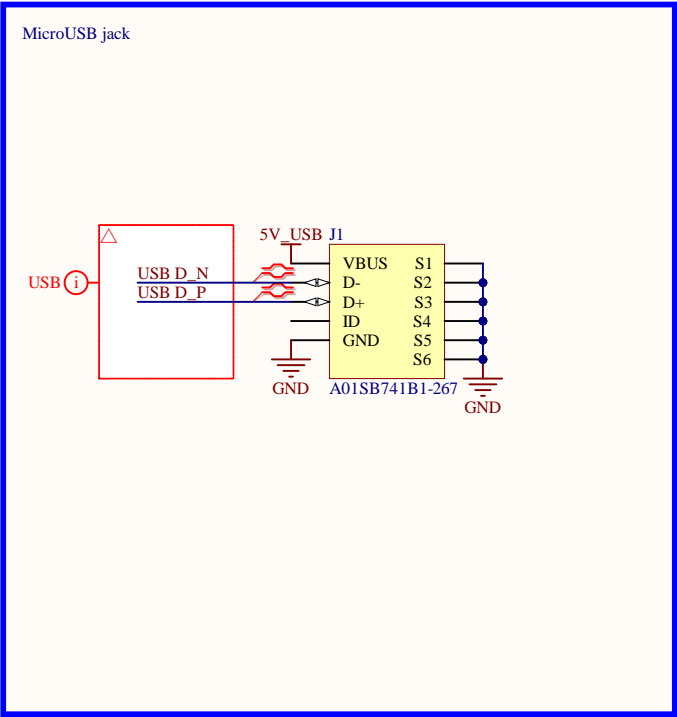 MicroUSB jack
5V_USB J1
USB i
USB D_N
USB D_P
VBUS S1
D- S2
D+ S3
ID S4
GND S5
S6
GND
A01SB741B1-267
GND